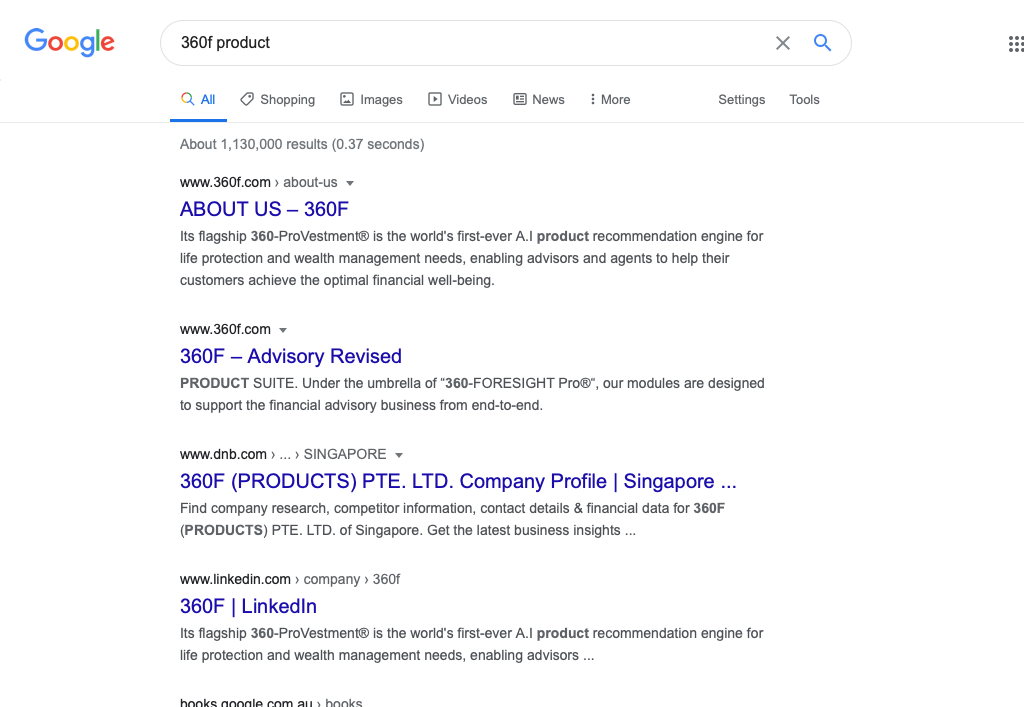 Google
360f product
All Shopping Images Videos News More Settings Tools
About 1,130,000 results (0.37 seconds)
www.360f.com › about-us
ABOUT US – 360F
Its flagship 360-ProVestment® is the world's first-ever A.I product recommendation engine for
life protection and wealth management needs, enabling advisors and agents to help their
customers achieve the optimal financial well-being.
www.360f.com
360F – Advisory Revised
PRODUCT SUITE. Under the umbrella of "360-FORESIGHT Pro®", our modules are designed
to support the financial advisory business from end-to-end.
www.dnb.com › ... › SINGAPORE
360F (PRODUCTS) PTE. LTD. Company Profile | Singapore ...
Find company research, competitor information, contact details & financial data for 360F
(PRODUCTS) PTE. LTD. of Singapore. Get the latest business insights ...
www.linkedin.com › company › 360f
360F | LinkedIn
Its flagship 360-ProVestment® is the world's first-ever A.I product recommendation engine for
life protection and wealth management needs, enabling advisors ...
books.google.com.au › books